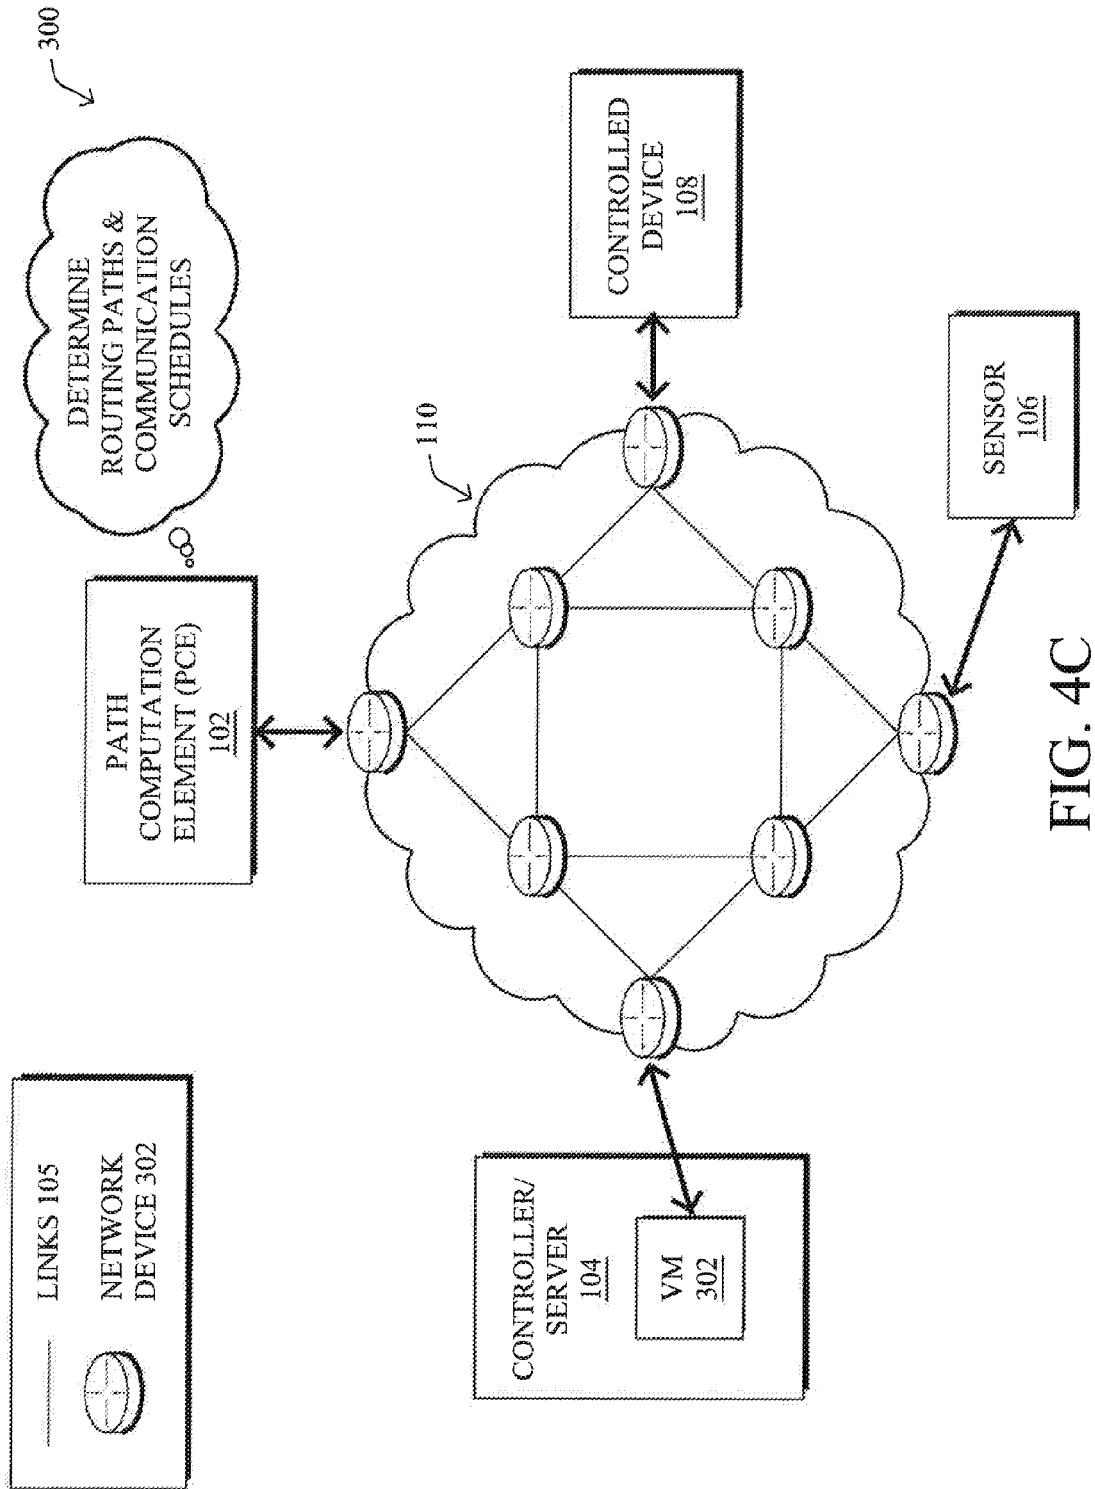 LINKS 105
NETWORK
DEVICE 302
PATH
COMPUTATION
ELEMENT (PCE)
102
DETERMINE
ROUTING PATHS &
COMMUNICATION
SCHEDULES
300
110
CONTROLLER/
SERVER
104
VM
302
CONTROLLED
DEVICE
108
SENSOR
106
FIG. 4C